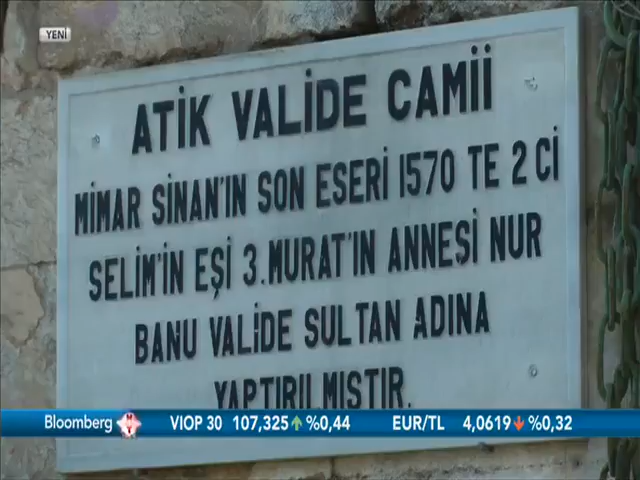 YENİ
ATİK VALİDE CAMİİ
MİMAR SİNAN'IN SON ESERİ 1570 TE 2 Cİ
SELİM'İN EŞİ 3.MURAT'IN ANNESİ NUR
BANU VALİDE SULTAN ADINA
YAPTIRILMIŞTIR.
Bloomberg HT VIOP 30 107,325 %0,44 EUR/TL 4,0619 %0,32